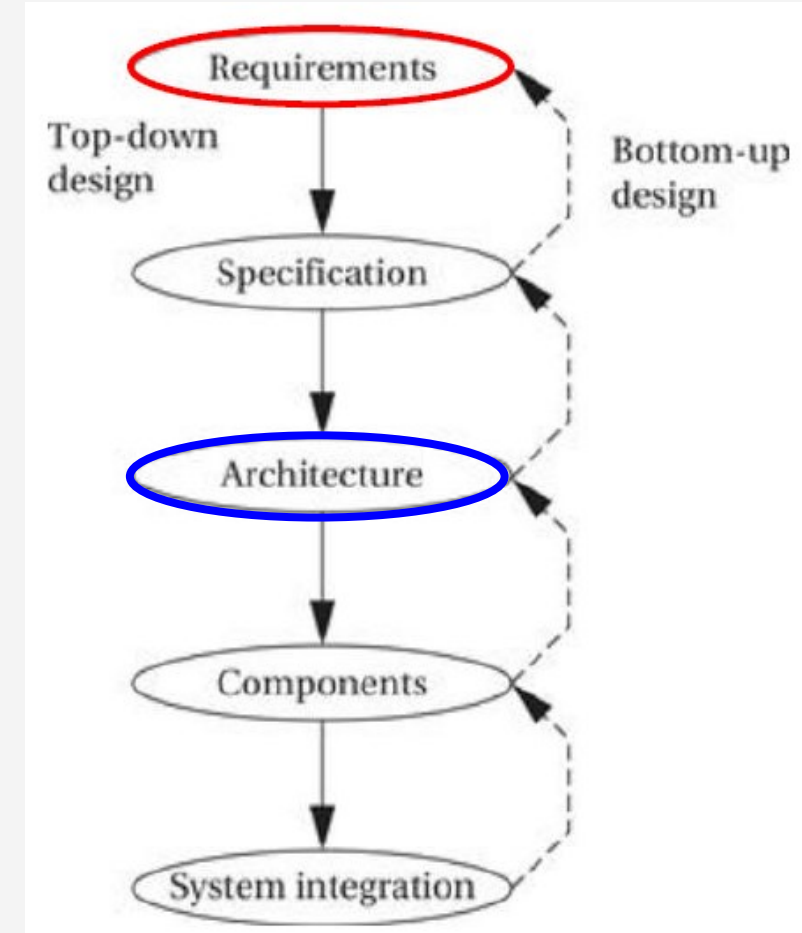 Requirements
Top-down
design
Bottom-up
design
Specification
Architecture
Components
System integration